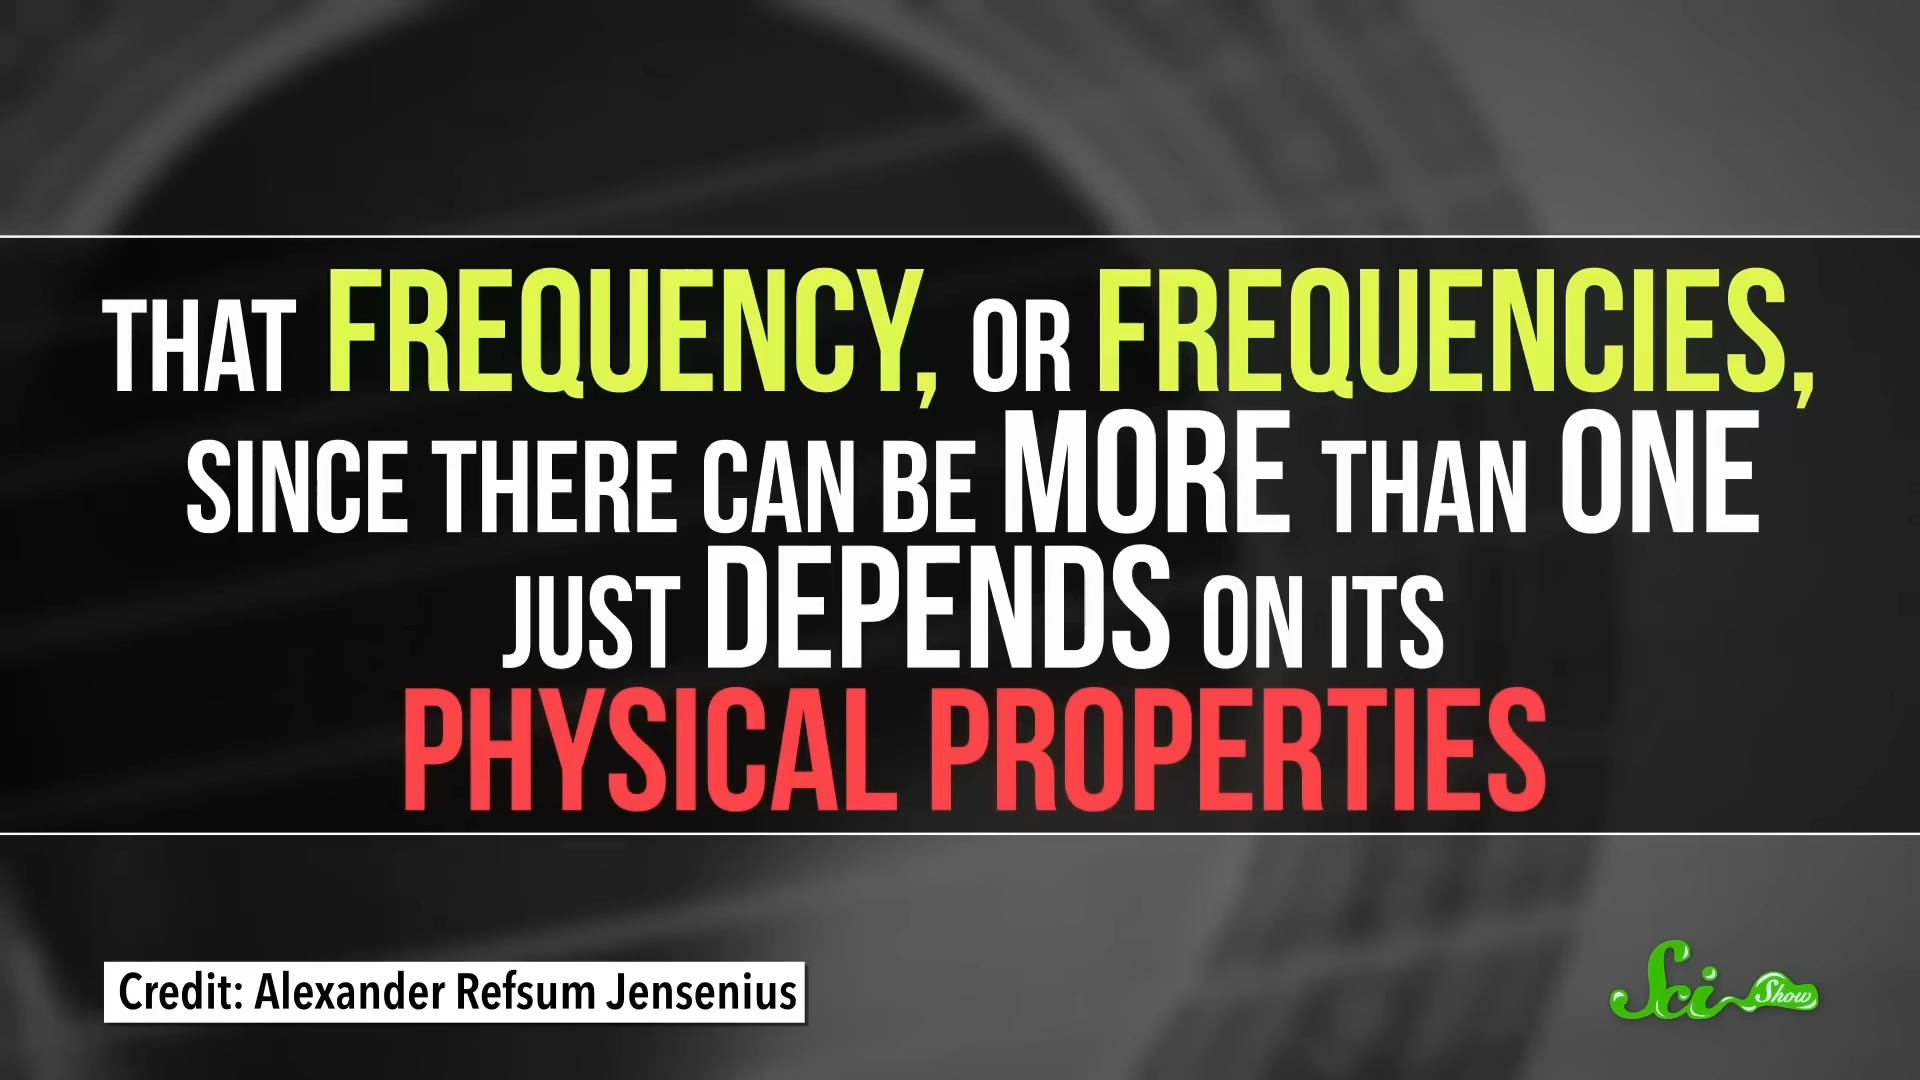 THAT FREQUENCY, OR FREQUENCIES,
SINCE THERE CAN BE MORE THAN ONE
JUST DEPENDS ON ITS
PHYSICAL PROPERTIES
Credit: Alexander Refsum Jensenius
Sci Show